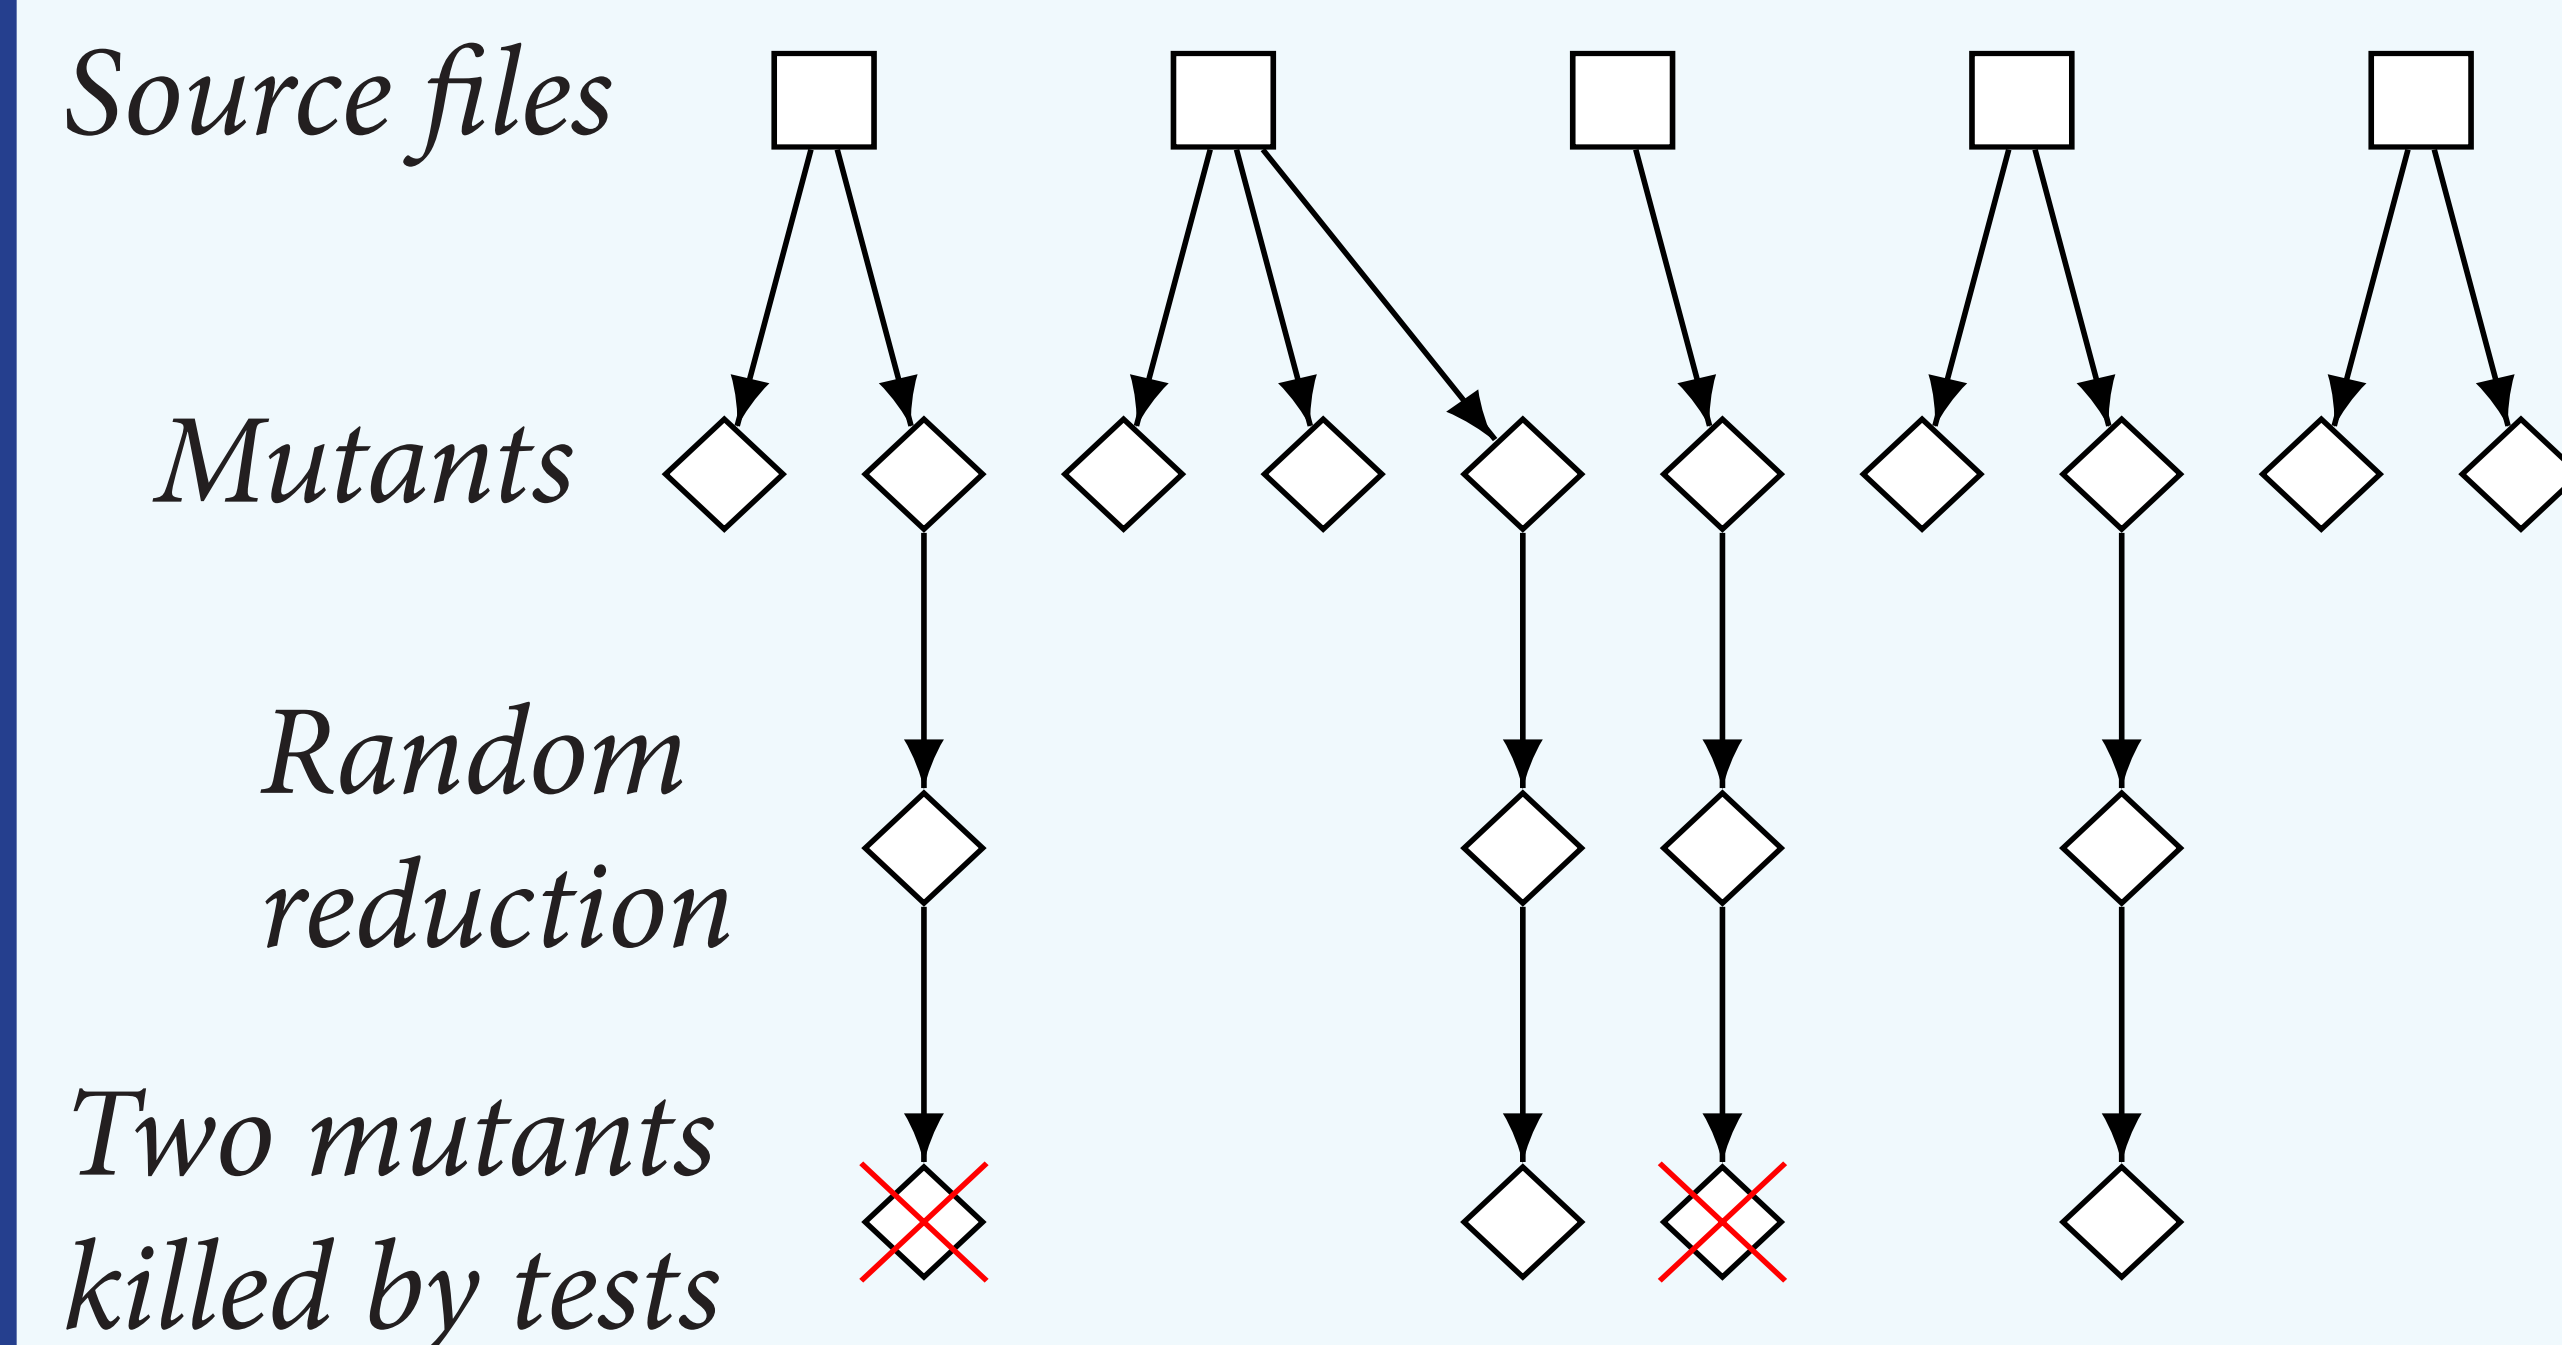 Source files
Mutants
Random
reduction
Two mutants
killed by tests